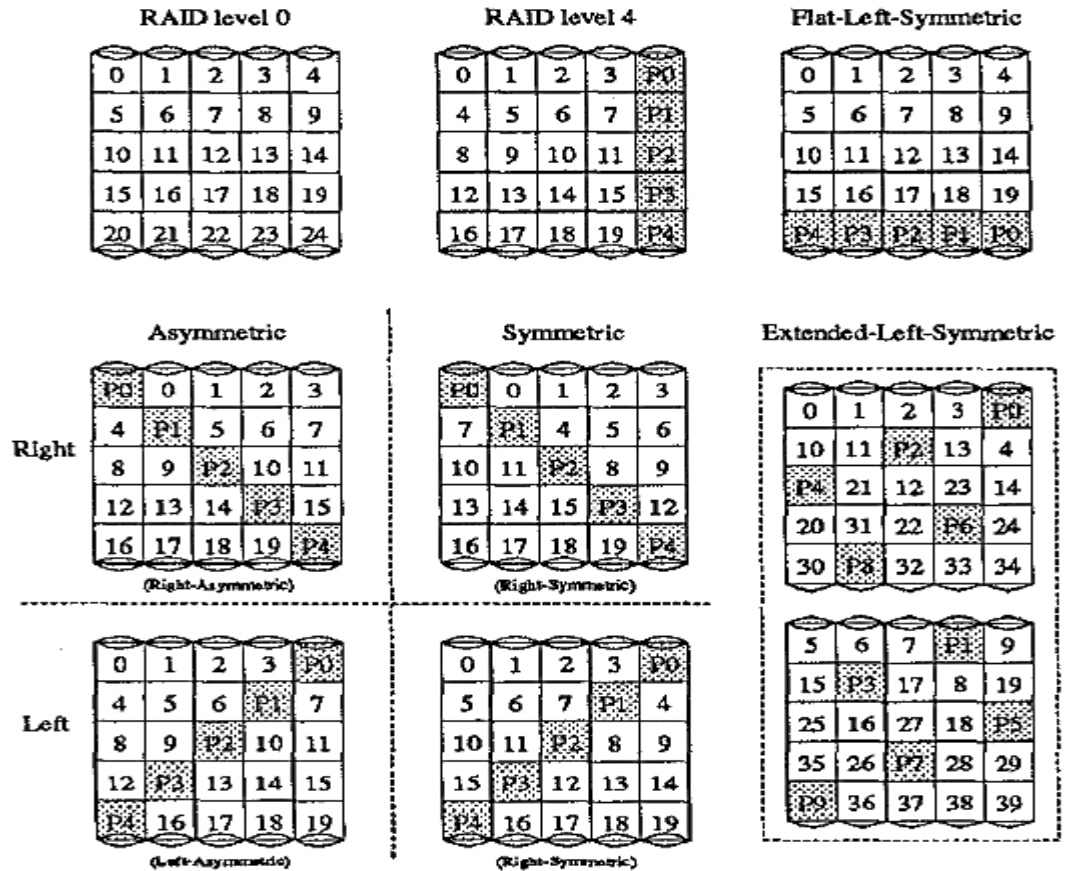 RAID level 0
0 1 2 3 4
5 6 7 8 9
10 11 12 13 14
15 16 17 18 19
20 21 22 23 24
RAID level 4
0 1 2 3 P0
4 5 6 7 P1
8 9 10 11 P2
12 13 14 15 P3
16 17 18 19 P4
Flat-Left-Symmetric
0 1 2 3 4
5 6 7 8 9
10 11 12 13 14
15 16 17 18 19
P4 P3 P2 P1 P0
Asymmetric
Right
P0 0 1 2 3
4 P1 5 6 7
8 9 P2 10 11
12 13 14 P3 15
16 17 18 19 P4
(Right-Asymmetric)
Symmetric
P0 0 1 2 3
7 P1 4 5 6
10 11 P2 8 9
13 14 15 P3 12
16 17 18 19 P4
(Right-Symmetric)
Extended-Left-Symmetric
0 1 2 3 P0
10 11 P2 13 4
P4 21 12 23 14
20 31 22 P6 24
30 P8 32 33 34
5 6 7 P1 9
15 P3 17 8 19
25 16 27 18 P5
35 26 P7 28 29
P9 36 37 38 39
Left
0 1 2 3 P0
4 5 6 P1 7
8 9 P2 10 11
12 P3 13 14 15
P4 16 17 18 19
(Left-Asymmetric)
0 1 2 3 P0
5 6 7 P1 4
10 11 P2 8 9
15 P3 12 13 14
P4 16 17 18 19
(Right-Symmetric)